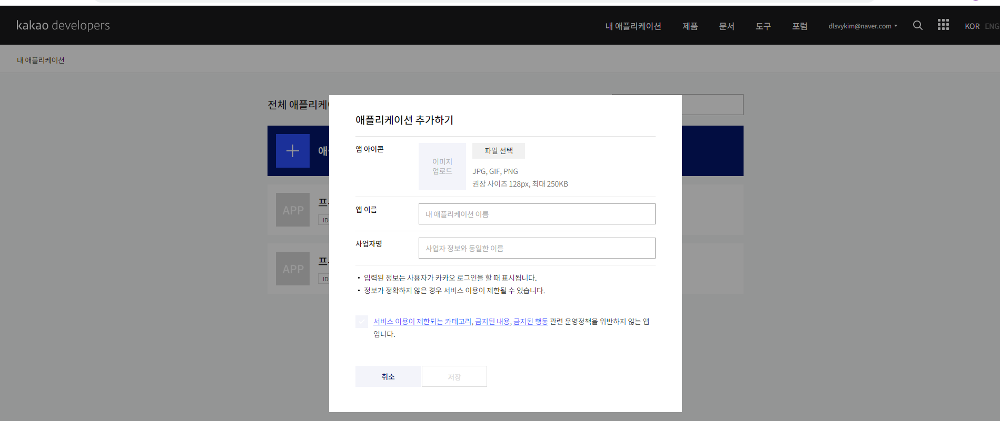 kakao developers
내 애플리케이션 제품 문서 도구 포럼 dlsvykim@naver.com KOR ENG
내 애플리케이션
전체 애플리케
애플리케이션 추가하기
앱 아이콘
이미지
업로드
파일 선택
JPG, GIF, PNG
권장 사이즈 128px, 최대 250KB
앱 이름
내 애플리케이션 이름
사업자명
사업자 정보와 동일한 이름
• 입력된 정보는 사용자가 카카오 로그인을 할 때 표시됩니다.
• 정보가 정확하지 않은 경우 서비스 이용이 제한될 수 있습니다.
서비스 이용이 제한되는 카테고리, 금지된 내용, 금지된 행동 관련 운영정책을 위반하지 않는 앱
입니다.
취소 저장
APP
프
ID
APP
프
ID